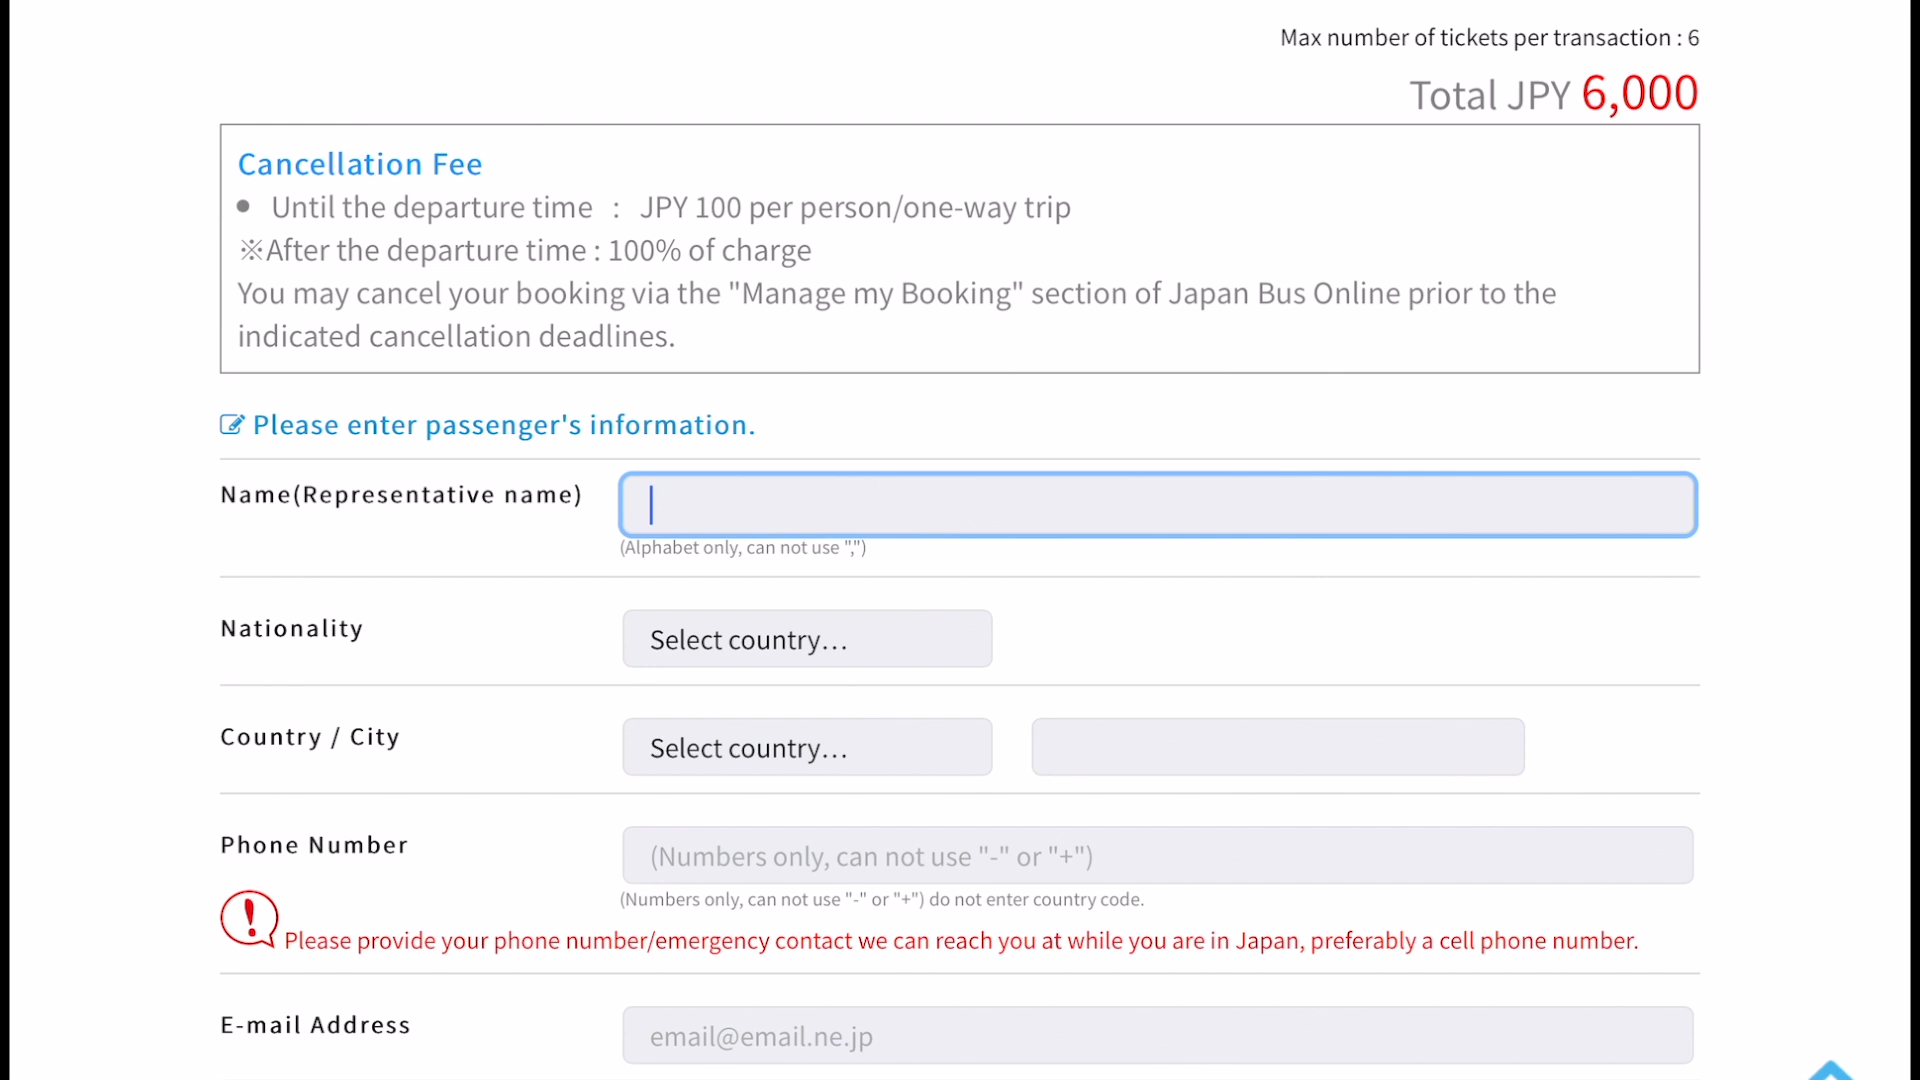 Max number of tickets per transaction : 6
Total JPY 6,000
Cancellation Fee
● Until the departure time : JPY 100 per person/one-way trip
※After the departure time : 100% of charge
You may cancel your booking via the "Manage my Booking" section of Japan Bus Online prior to the
indicated cancellation deadlines.
Please enter passenger's information.
Name(Representative name)
(Alphabet only, can not use ",")
Nationality
Select country...
Country / City
Select country...
Phone Number
(Numbers only, can not use "-" or "+")
(Numbers only, can not use "-" or "+") do not enter country code.
! Please provide your phone number/emergency contact we can reach you at while you are in Japan, preferably a cell phone number.
E-mail Address
email@email.ne.jp